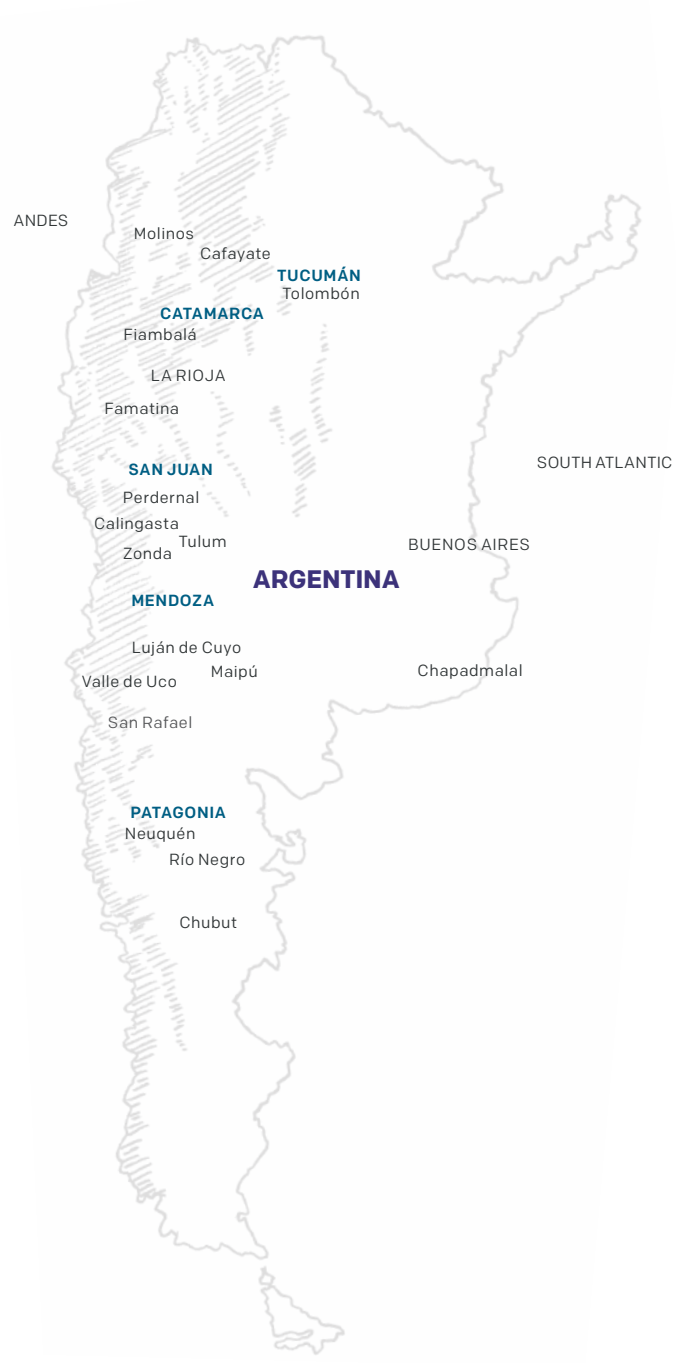 ANDES
Molinos
Cafayate
TUCUMÁN
Tolombón
CATAMARCA
Fiambalá
LA RIOJA
Famatina
SAN JUAN
SOUTH ATLANTIC
Perdernal
Calingasta
Tulum
Zonda
BUENOS AIRES
ARGENTINA
MENDOZA
Luján de Cuyo
Maipú
Chapadmalal
Valle de Uco
San Rafael
PATAGONIA
Neuquén
Río Negro
Chubut